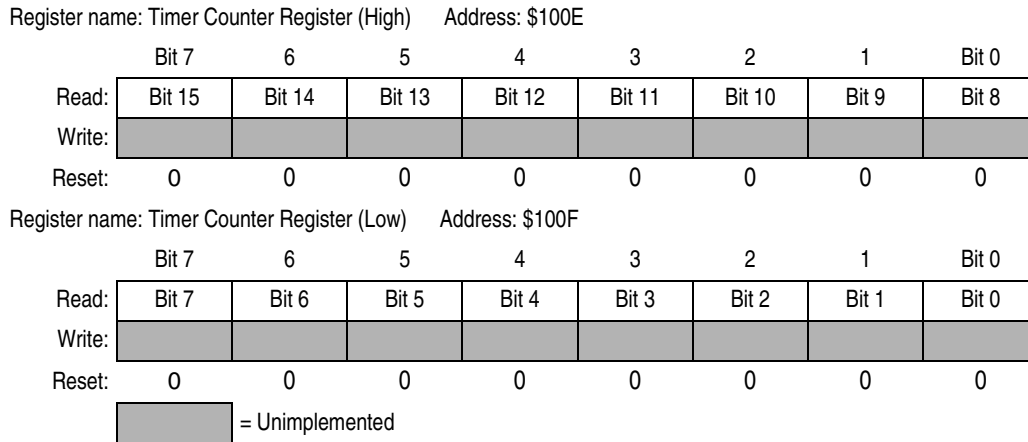 Register name: Timer Counter Register (High) Address: $100E
Bit 7 6 5 4 3 2 1 Bit 0
Read: Bit 15 Bit 14 Bit 13 Bit 12 Bit 11 Bit 10 Bit 9 Bit 8
Write:
Reset: 0 0 0 0 0 0 0 0
Register name: Timer Counter Register (Low) Address: $100F
Bit 7 6 5 4 3 2 1 Bit 0
Read: Bit 7 Bit 6 Bit 5 Bit 4 Bit 3 Bit 2 Bit 1 Bit 0
Write:
Reset: 0 0 0 0 0 0 0 0
= Unimplemented